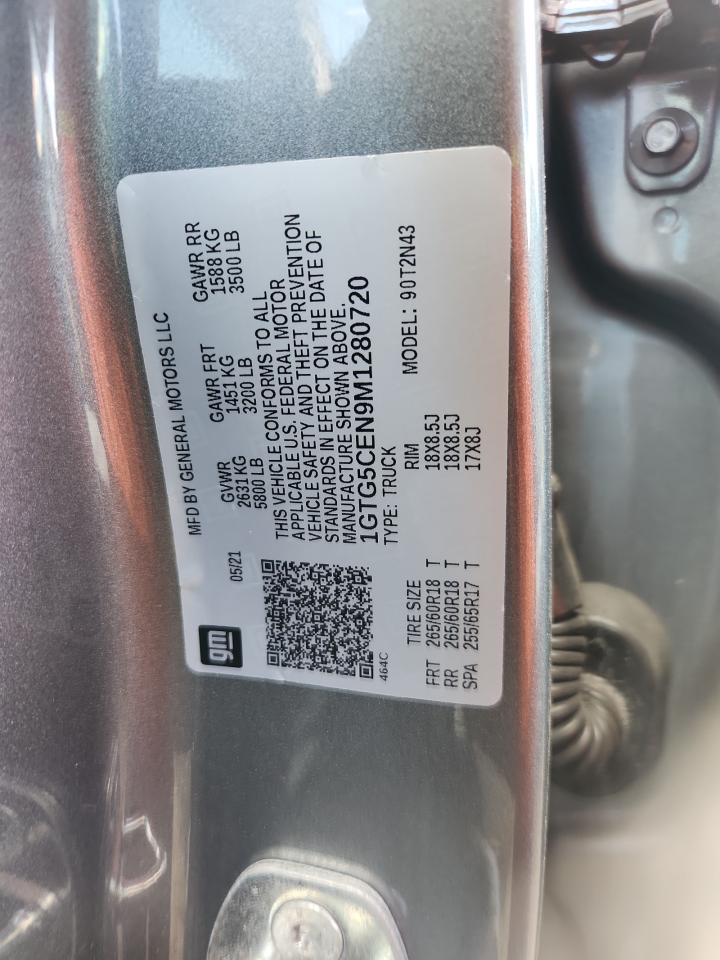 gm
05/21
MFD BY GENERAL MOTORS LLC
GVWR GAWR FRT GAWR RR
2631 KG 1451 KG 1588 KG
5800 LB 3200 LB 3500 LB
THIS VEHICLE CONFORMS TO ALL
APPLICABLE U.S. FEDERAL MOTOR
VEHICLE SAFETY AND THEFT PREVENTION
STANDARDS IN EFFECT ON THE DATE OF
MANUFACTURE SHOWN ABOVE.
1GTG5CEN9M1280720
464C
TYPE: TRUCK MODEL: 90T2N43
TIRE SIZE RIM
FRT 265/60R18 T 18X8.5J
RR 265/60R18 T 18X8.5J
SPA 255/65R17 T 17X8J